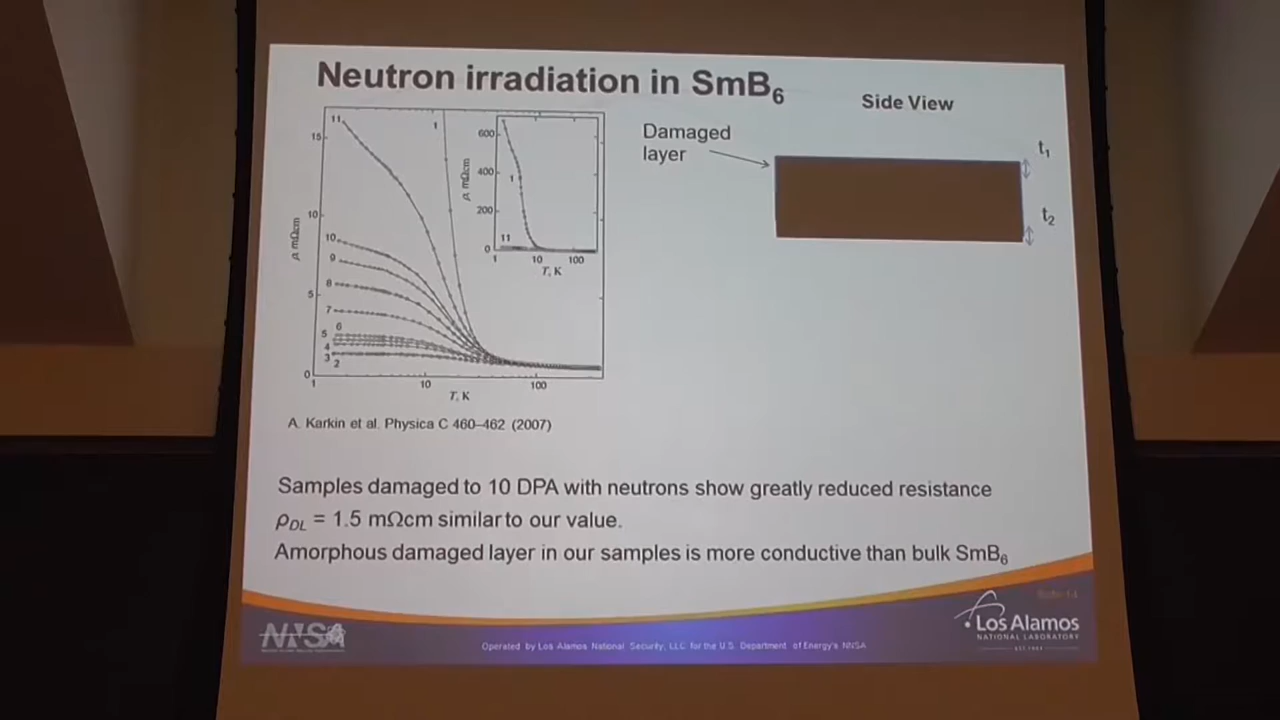 Neutron irradiation in SmB₆
Side View
Damaged
layer
t₁
t₂
11
1
15
10
10
9
8
5
7
6
5
4
3
2
0
1
10
100
ρ, mΩcm
T, K
600
400
200
0
1
11
1
10
100
ρ, mΩcm
T, K
A. Karkin et al. Physica C 460–462 (2007)
Samples damaged to 10 DPA with neutrons show greatly reduced resistance
ρDL = 1.5 mΩcm similar to our value.
Amorphous damaged layer in our samples is more conductive than bulk SmB₆
NNSA
Operated by Los Alamos National Security, LLC for the U.S. Department of Energy's NNSA
Los Alamos
NATIONAL LABORATORY
EST. 1943